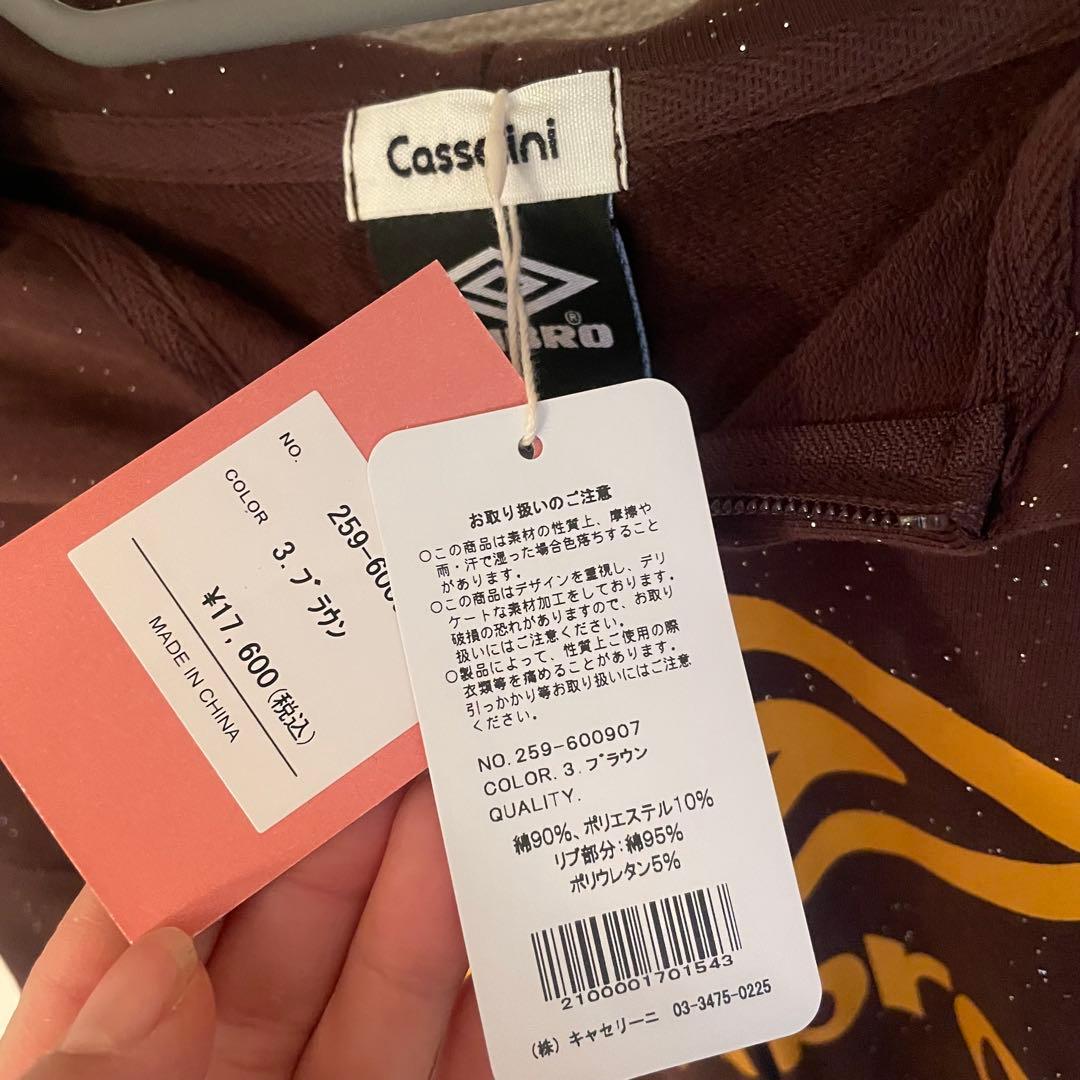 Casselini
UMBRO
®
NO.
259-600
COLOR
3. ブラウン
¥17,600(税込)
MADE IN CHINA
お取り扱いのご注意
○この商品は素材の性質上、摩擦や
雨・汗で湿った場合色落ちすること
があります。
○この商品はデザインを重視し、デリ
ケートな素材加工をしております。
破損の恐れがありますので、お取り
扱いにはご注意ください。
○製品によって、性質上ご使用の際
衣類等を痛めることがあります。
引っかかり等お取り扱いにはご注意
ください。
NO.259-600907
COLOR.3.ブラウン
QUALITY.
綿90%、ポリエステル10%
リブ部分：綿95%
ポリウレタン5%
2100001701543
(株) キャセリーニ 03-3475-0225